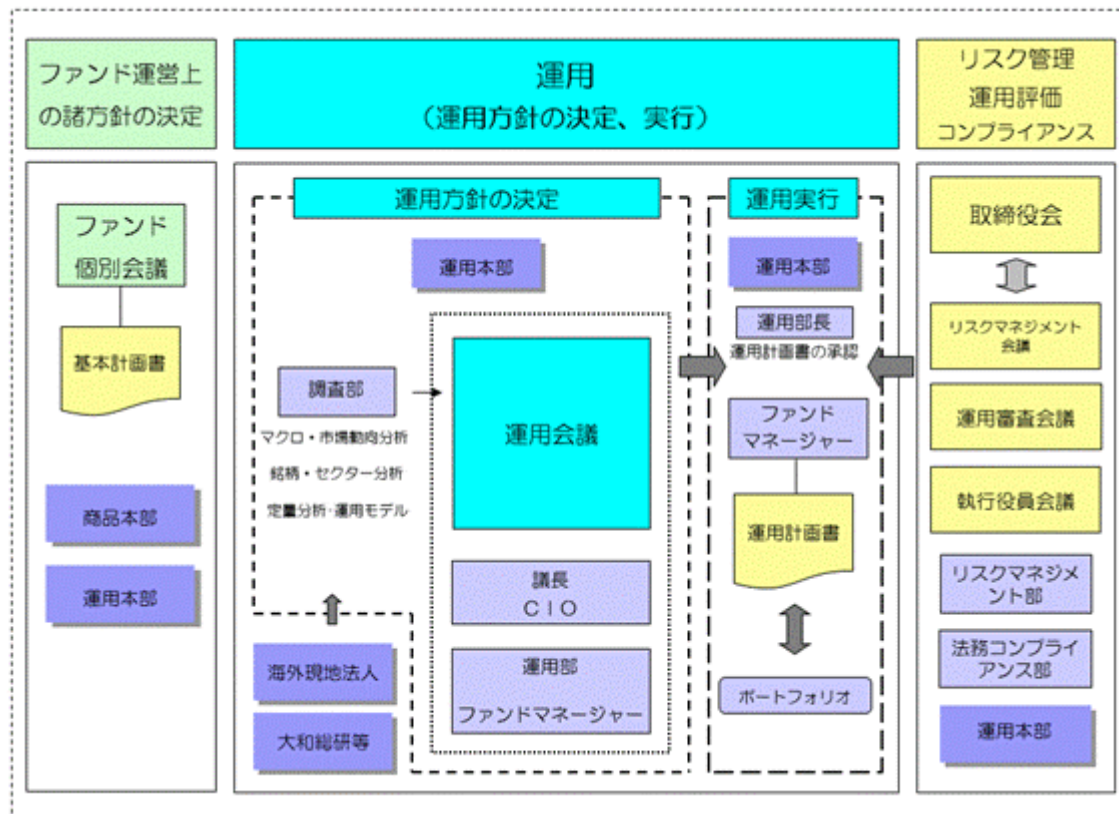 ファンド運営上
の諸方針の決定
運用
（運用方針の決定、実行）
リスク管理
運用評価
コンプライアンス
ファンド
個別会議
基本計画書
商品本部
運用本部
運用方針の決定
運用本部
調査部
マクロ・市場動向分析
銘柄・セクター分析
定量分析・運用モデル
運用会議
議長
CIO
運用部
ファンドマネージャー
海外現地法人
大和総研等
運用実行
運用本部
運用部長
運用計画書の承認
ファンド
マネージャー
運用計画書
ポートフォリオ
取締役会
リスクマネジメント
会議
運用審査会議
執行役員会議
リスクマネジメ
ント部
法務コンプライ
アンス部
運用本部